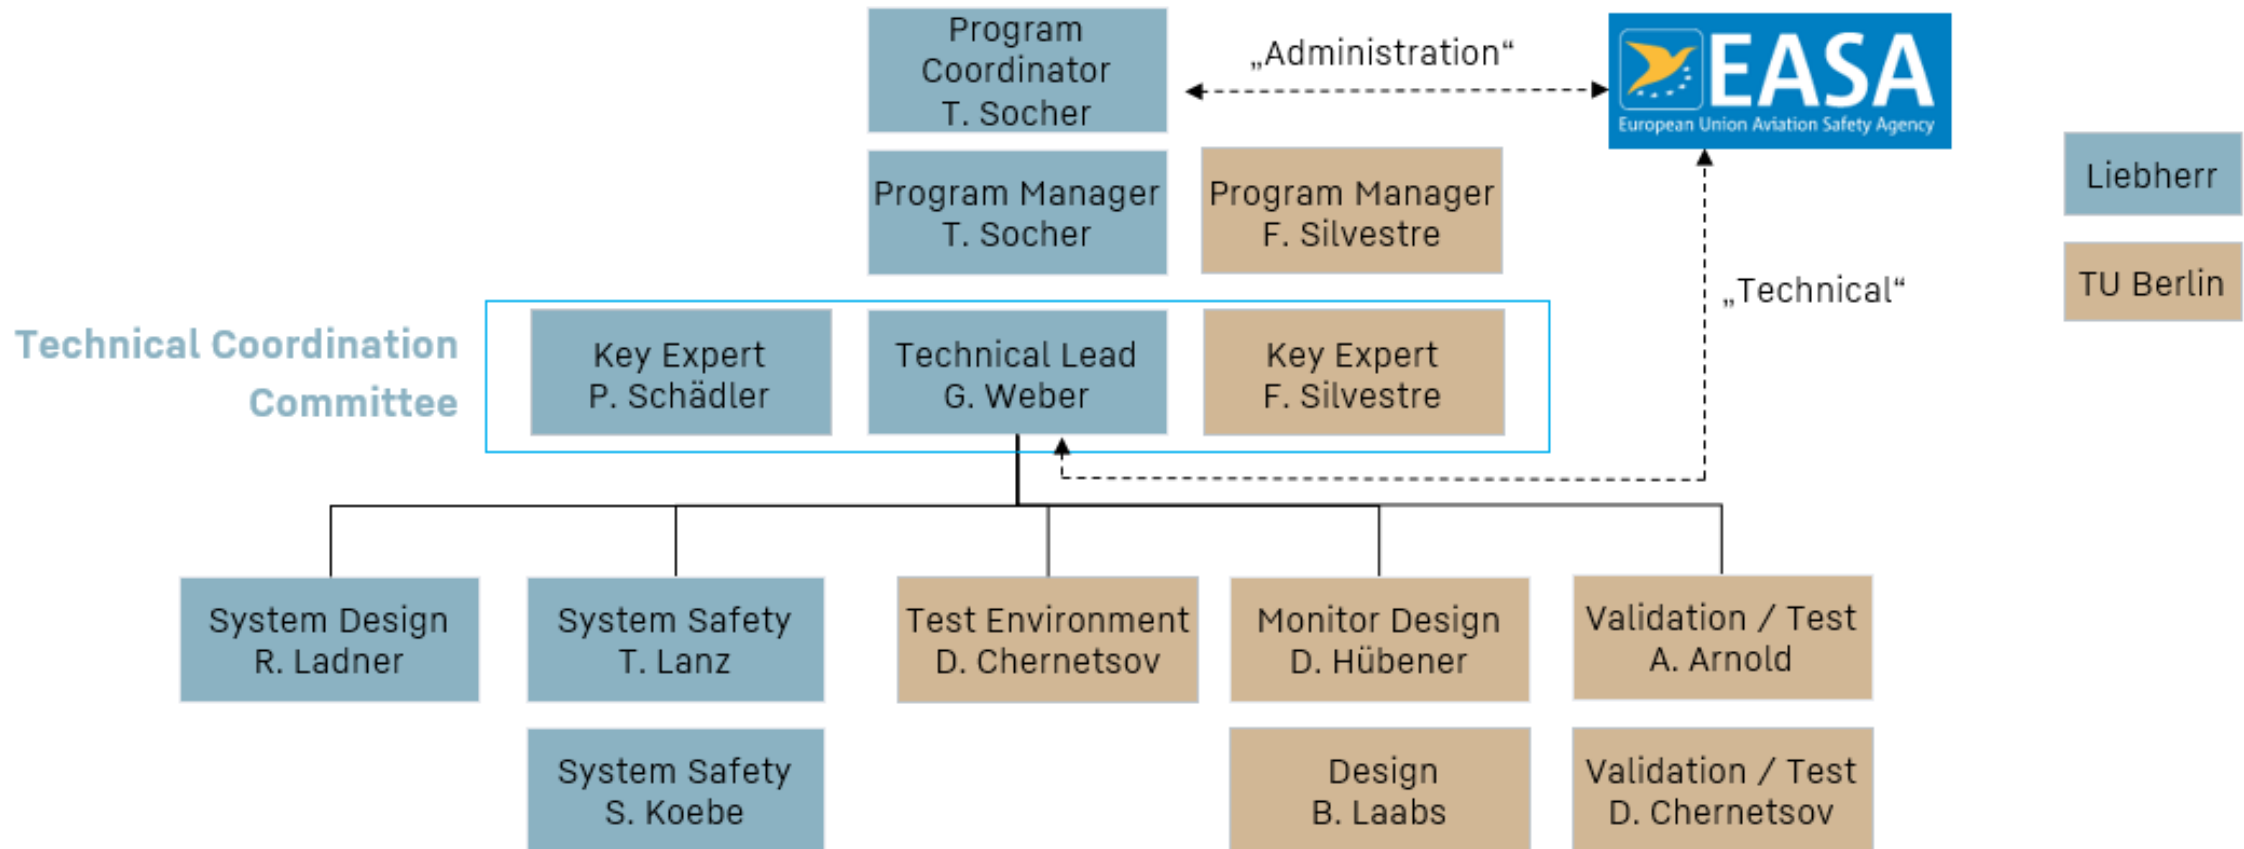 Program
Coordinator
T. Socher
„Administration“
EASA
European Union Aviation Safety Agency
Program Manager
T. Socher
Program Manager
F. Silvestre
Liebherr
TU Berlin
„Technical“
Technical Coordination
Committee
Key Expert
P. Schädler
Technical Lead
G. Weber
Key Expert
F. Silvestre
System Design
R. Ladner
System Safety
T. Lanz
Test Environment
D. Chernetsov
Monitor Design
D. Hübener
Validation / Test
A. Arnold
System Safety
S. Koebe
Design
B. Laabs
Validation / Test
D. Chernetsov